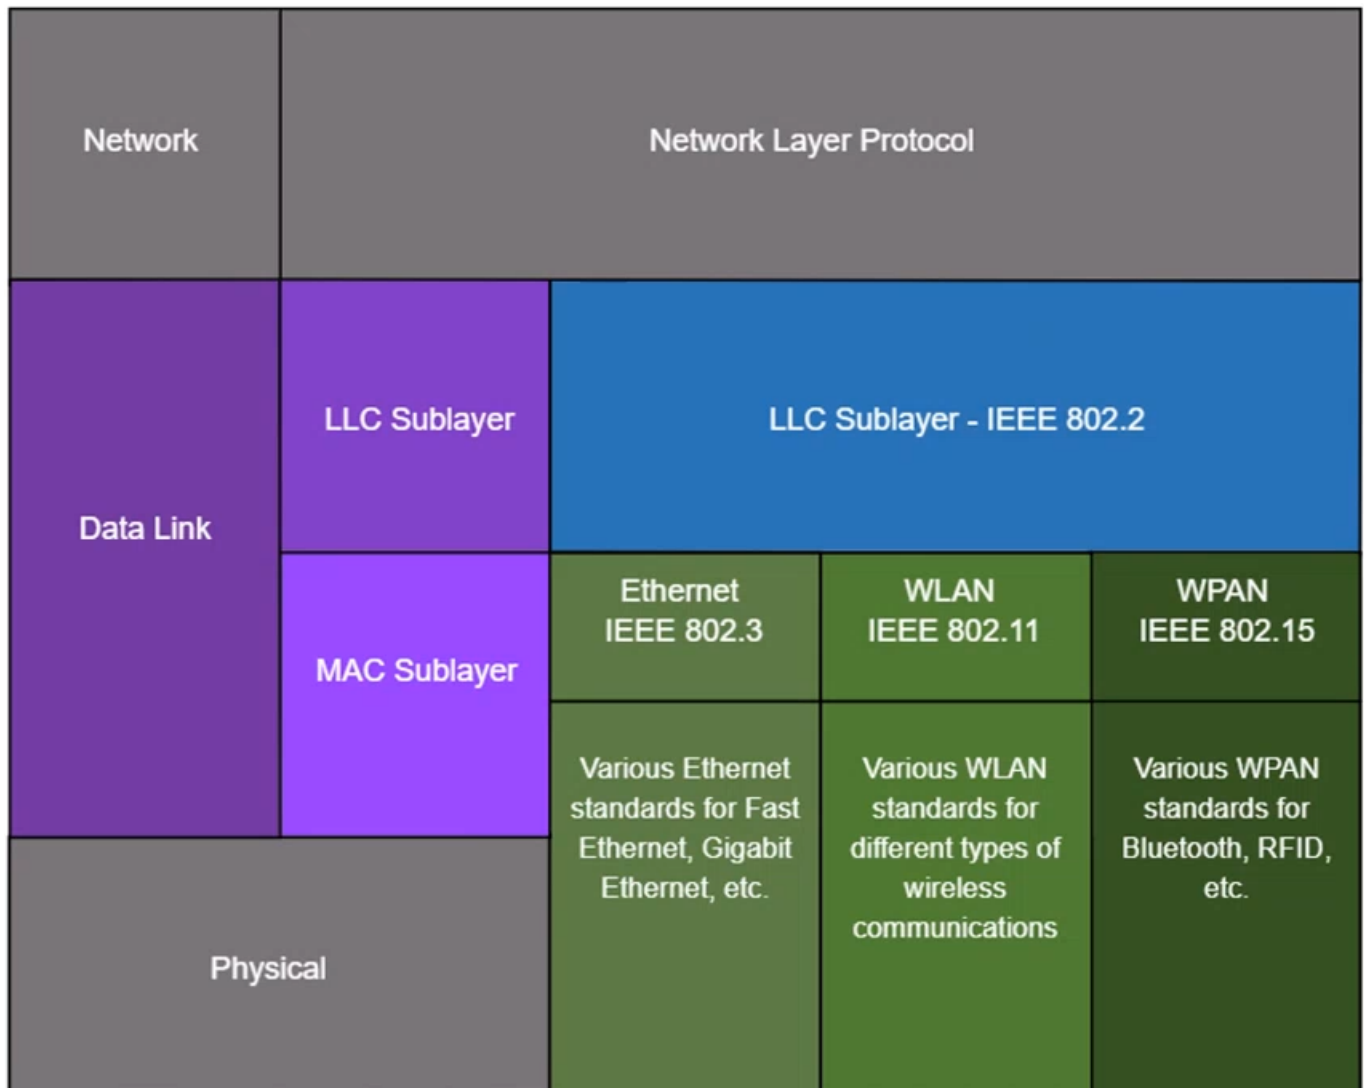 Network
Network Layer Protocol
Data Link
LLC Sublayer
LLC Sublayer - IEEE 802.2
MAC Sublayer
Ethernet
IEEE 802.3
WLAN
IEEE 802.11
WPAN
IEEE 802.15
Various Ethernet
standards for Fast
Ethernet, Gigabit
Ethernet, etc.
Various WLAN
standards for
different types of
wireless
communications
Various WPAN
standards for
Bluetooth, RFID,
etc.
Physical